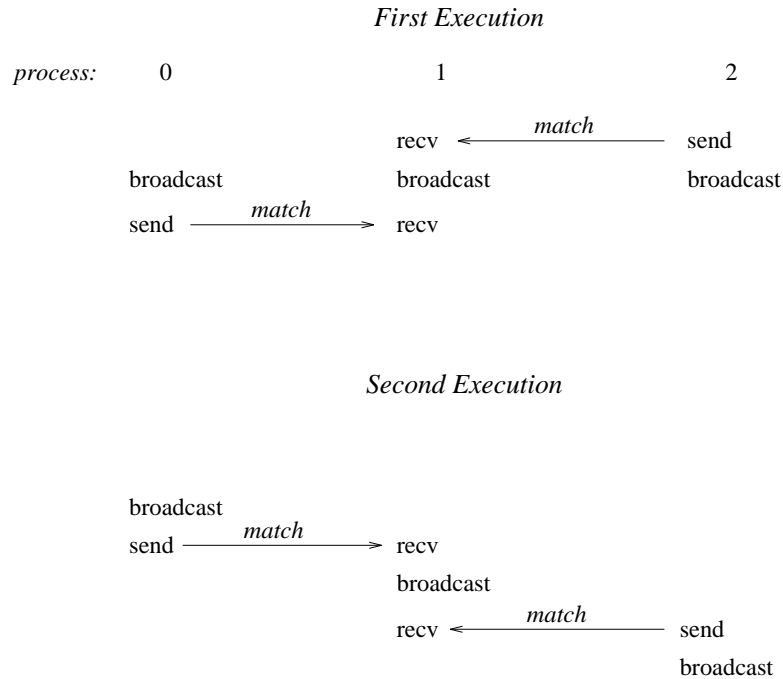 First Execution
process: 0 1 2
match
recv send
broadcast broadcast broadcast
match
send recv
Second Execution
broadcast
match
send recv
broadcast
match
recv send
broadcast